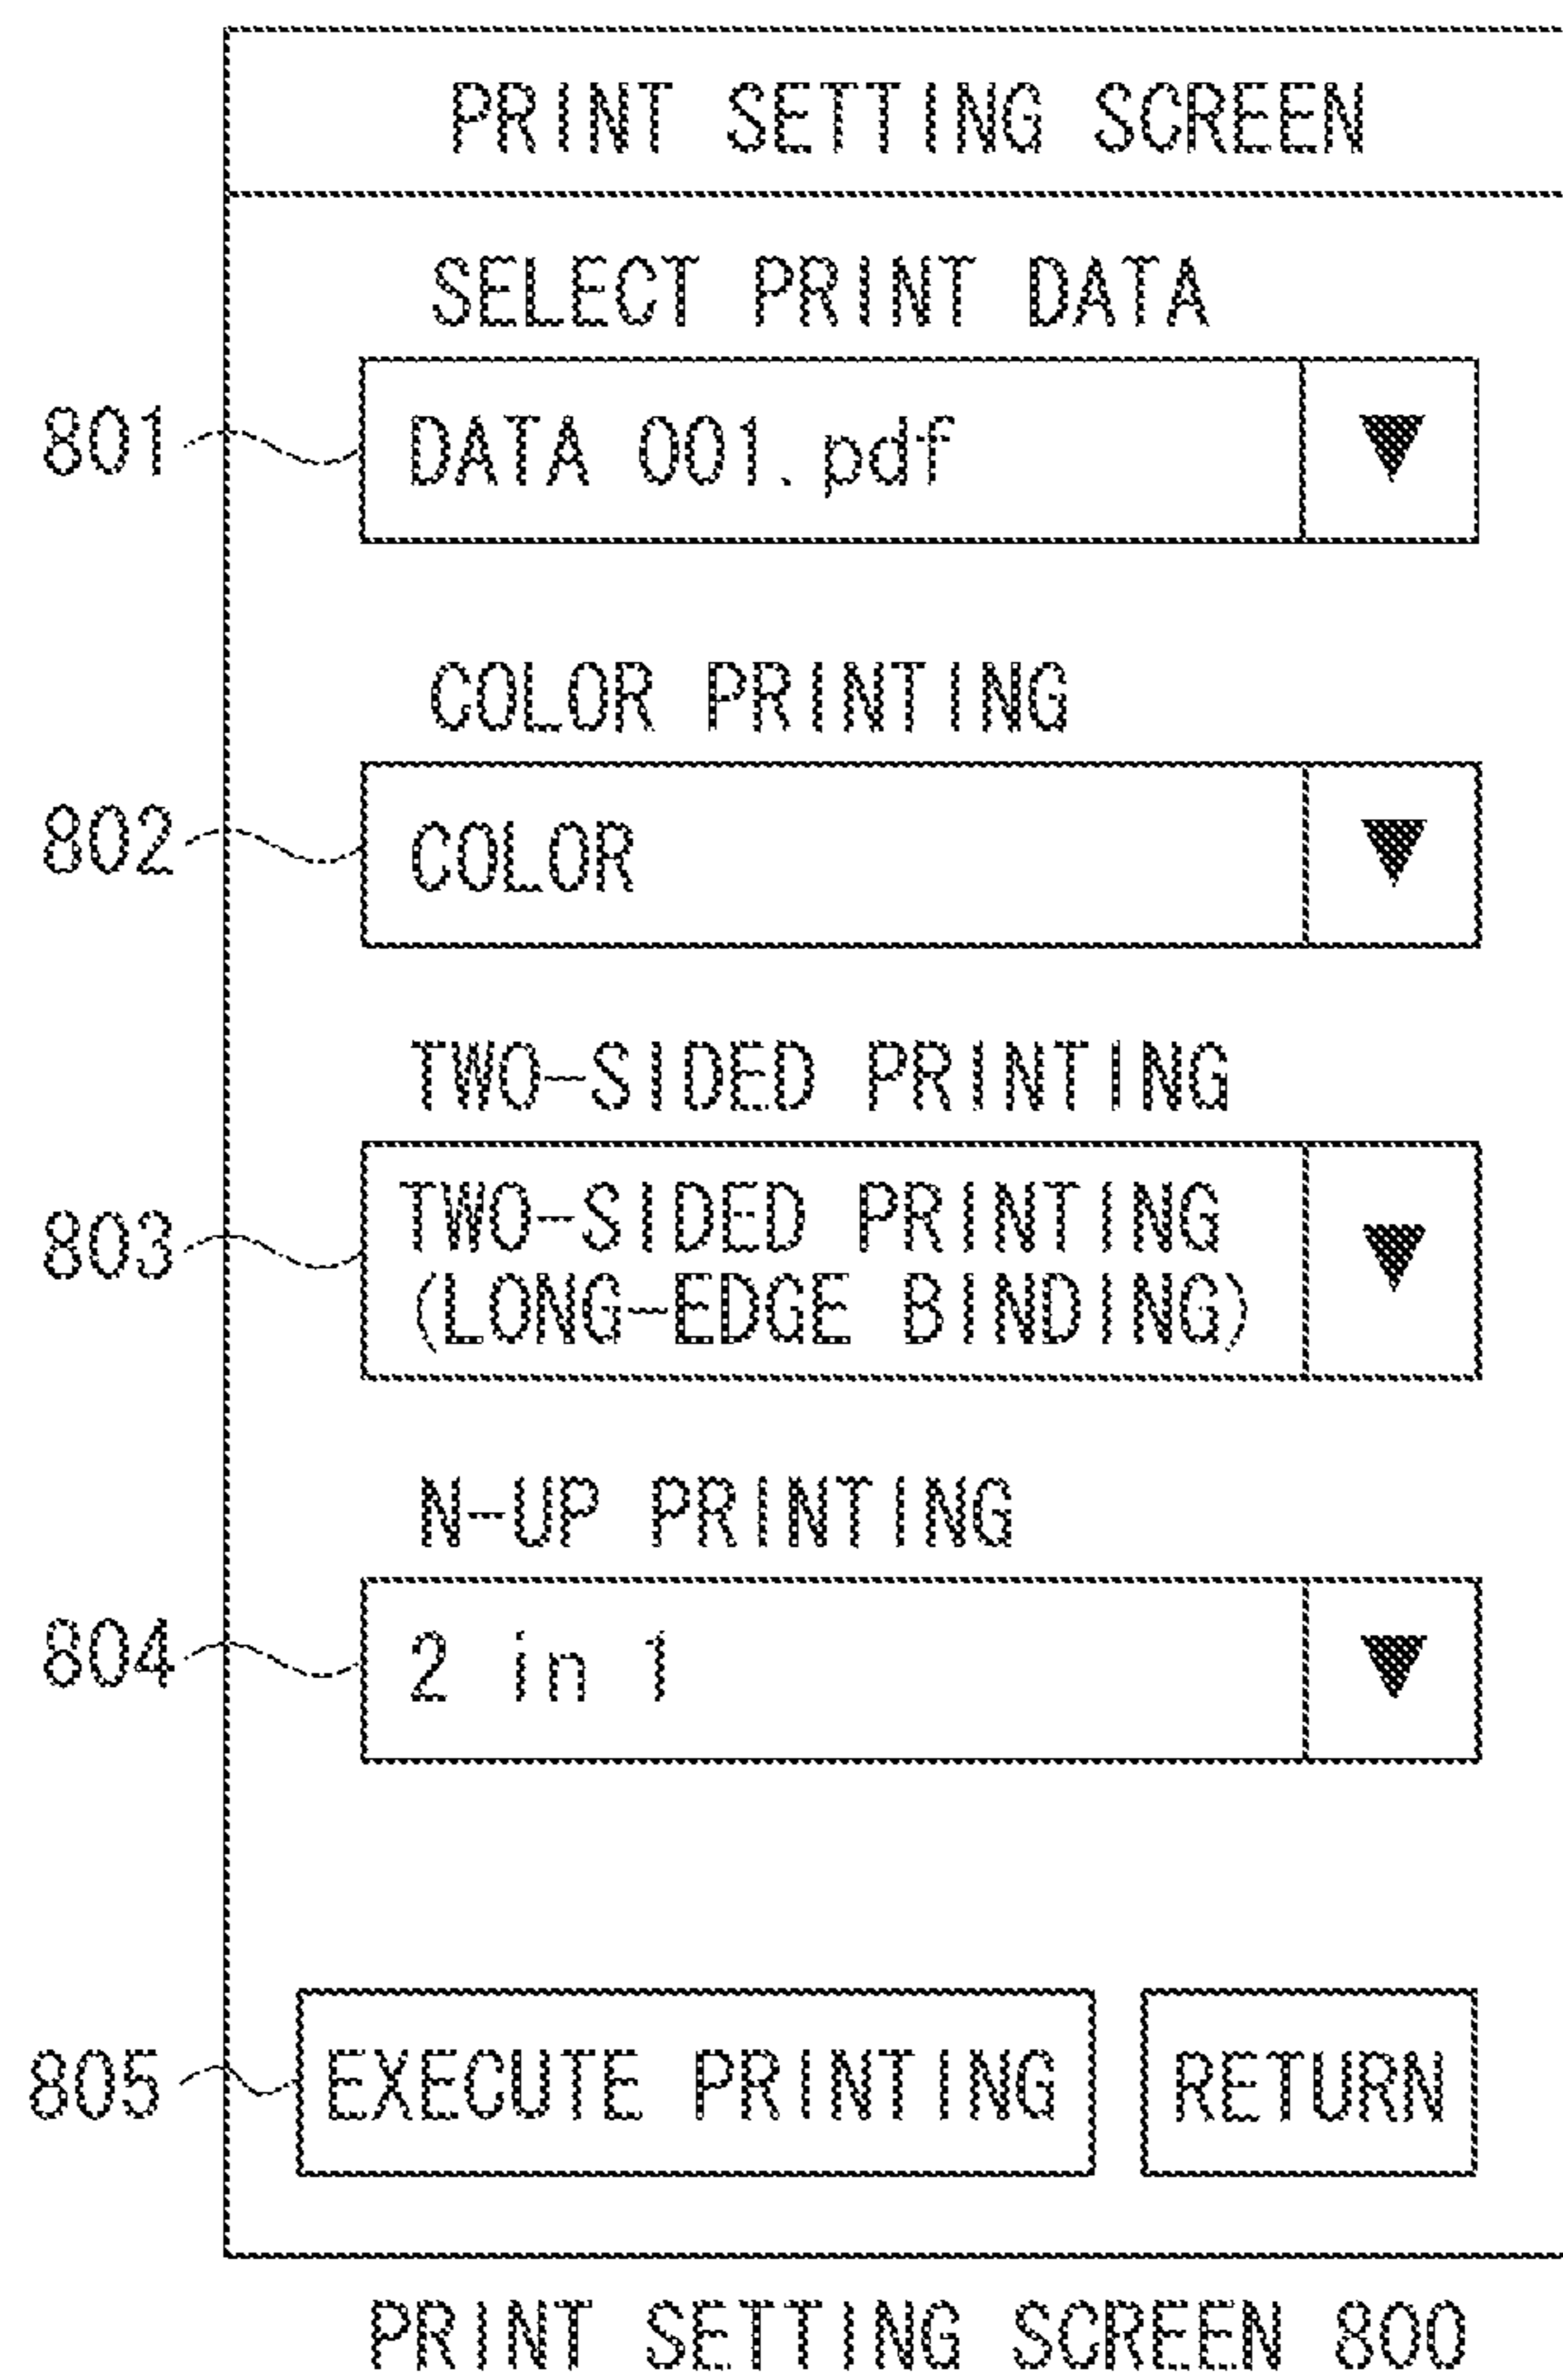 PRINT SETTING SCREEN
SELECT PRINT DATA
801
DATA 001.pdf
COLOR PRINTING
802
COLOR
TWO-SIDED PRINTING
803
TWO-SIDED PRINTING
(LONG-EDGE BINDING)
N-UP PRINTING
804
2 in 1
805
EXECUTE PRINTING
RETURN
PRINT SETTING SCREEN 800